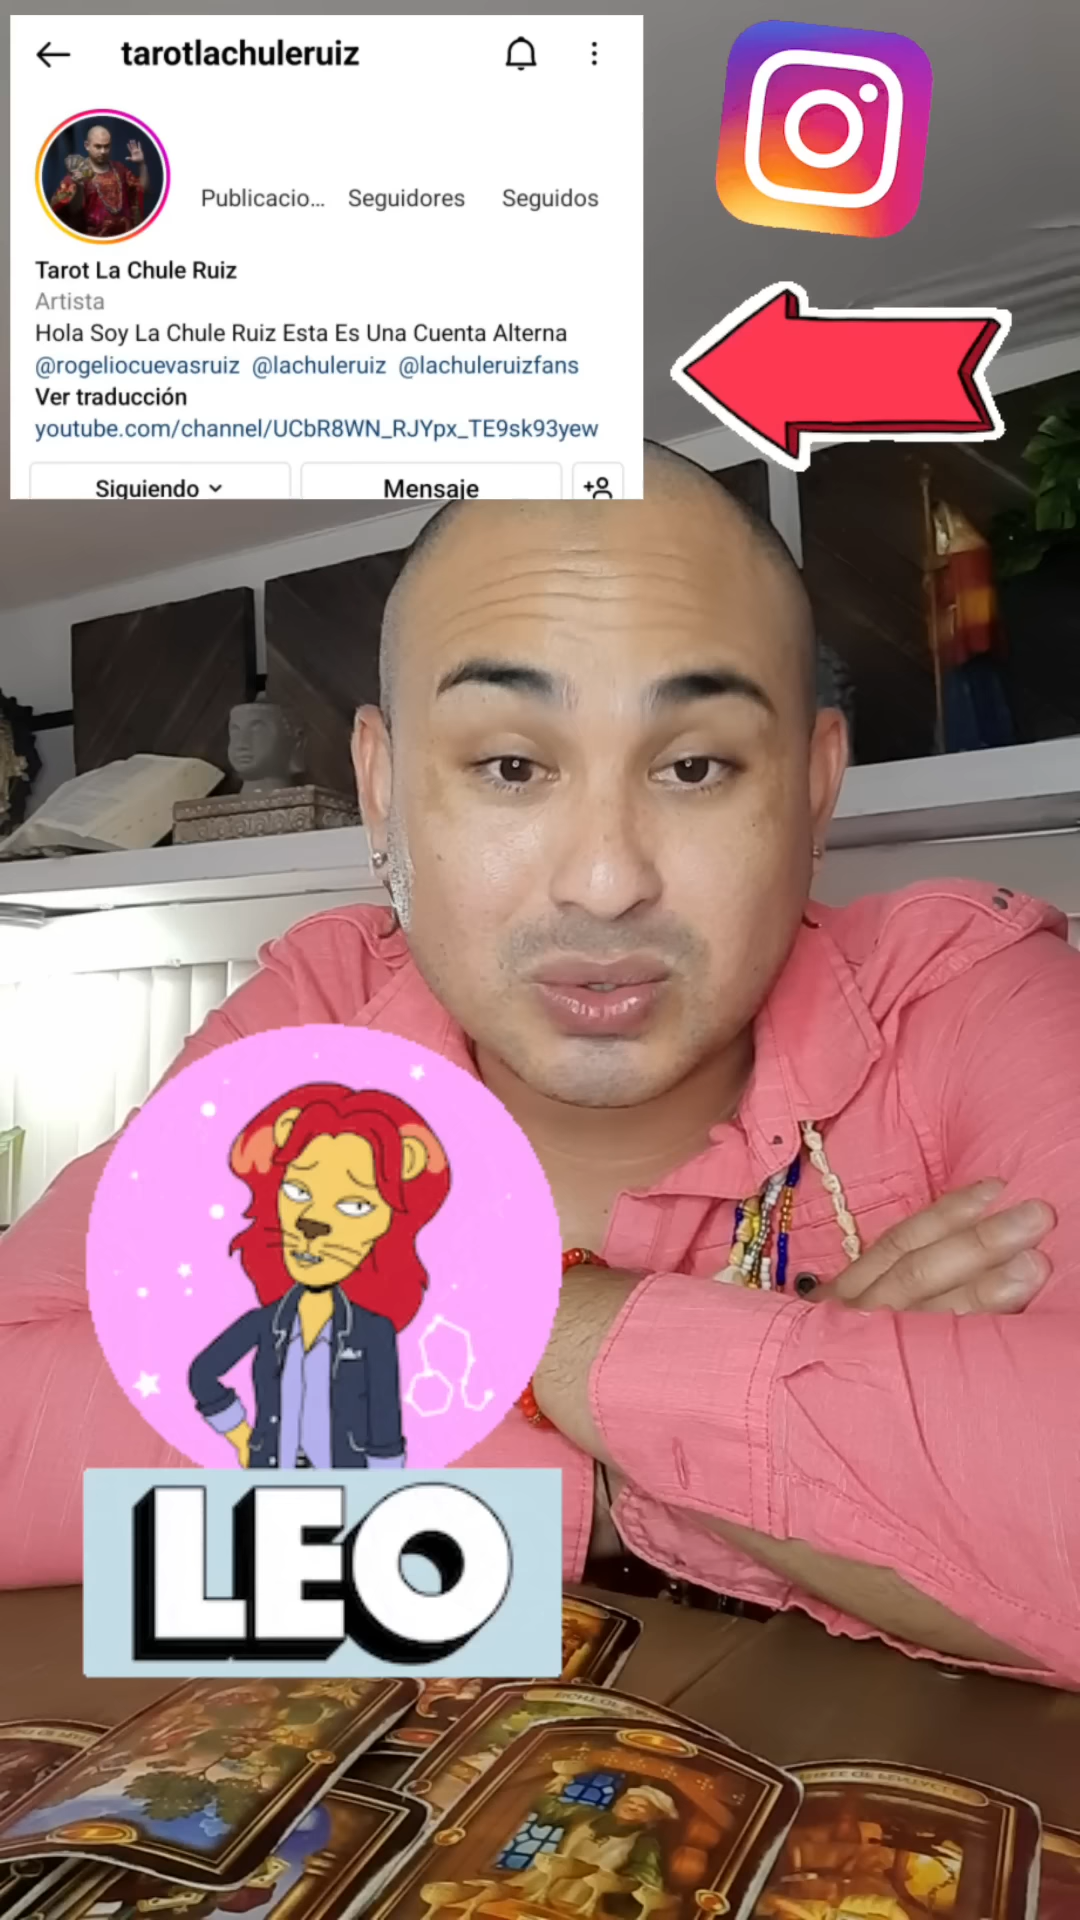 tarotlachuleruiz
Publicacio... Seguidores Seguidos
Tarot La Chule Ruiz
Artista
Hola Soy La Chule Ruiz Esta Es Una Cuenta Alterna
@rogeliocuevasruiz @lachuleruiz @lachuleruizfans
Ver traducción
youtube.com/channel/UCbR8WN_RJYpx_TE9sk93yew
Siguiendo Mensaje
LEO